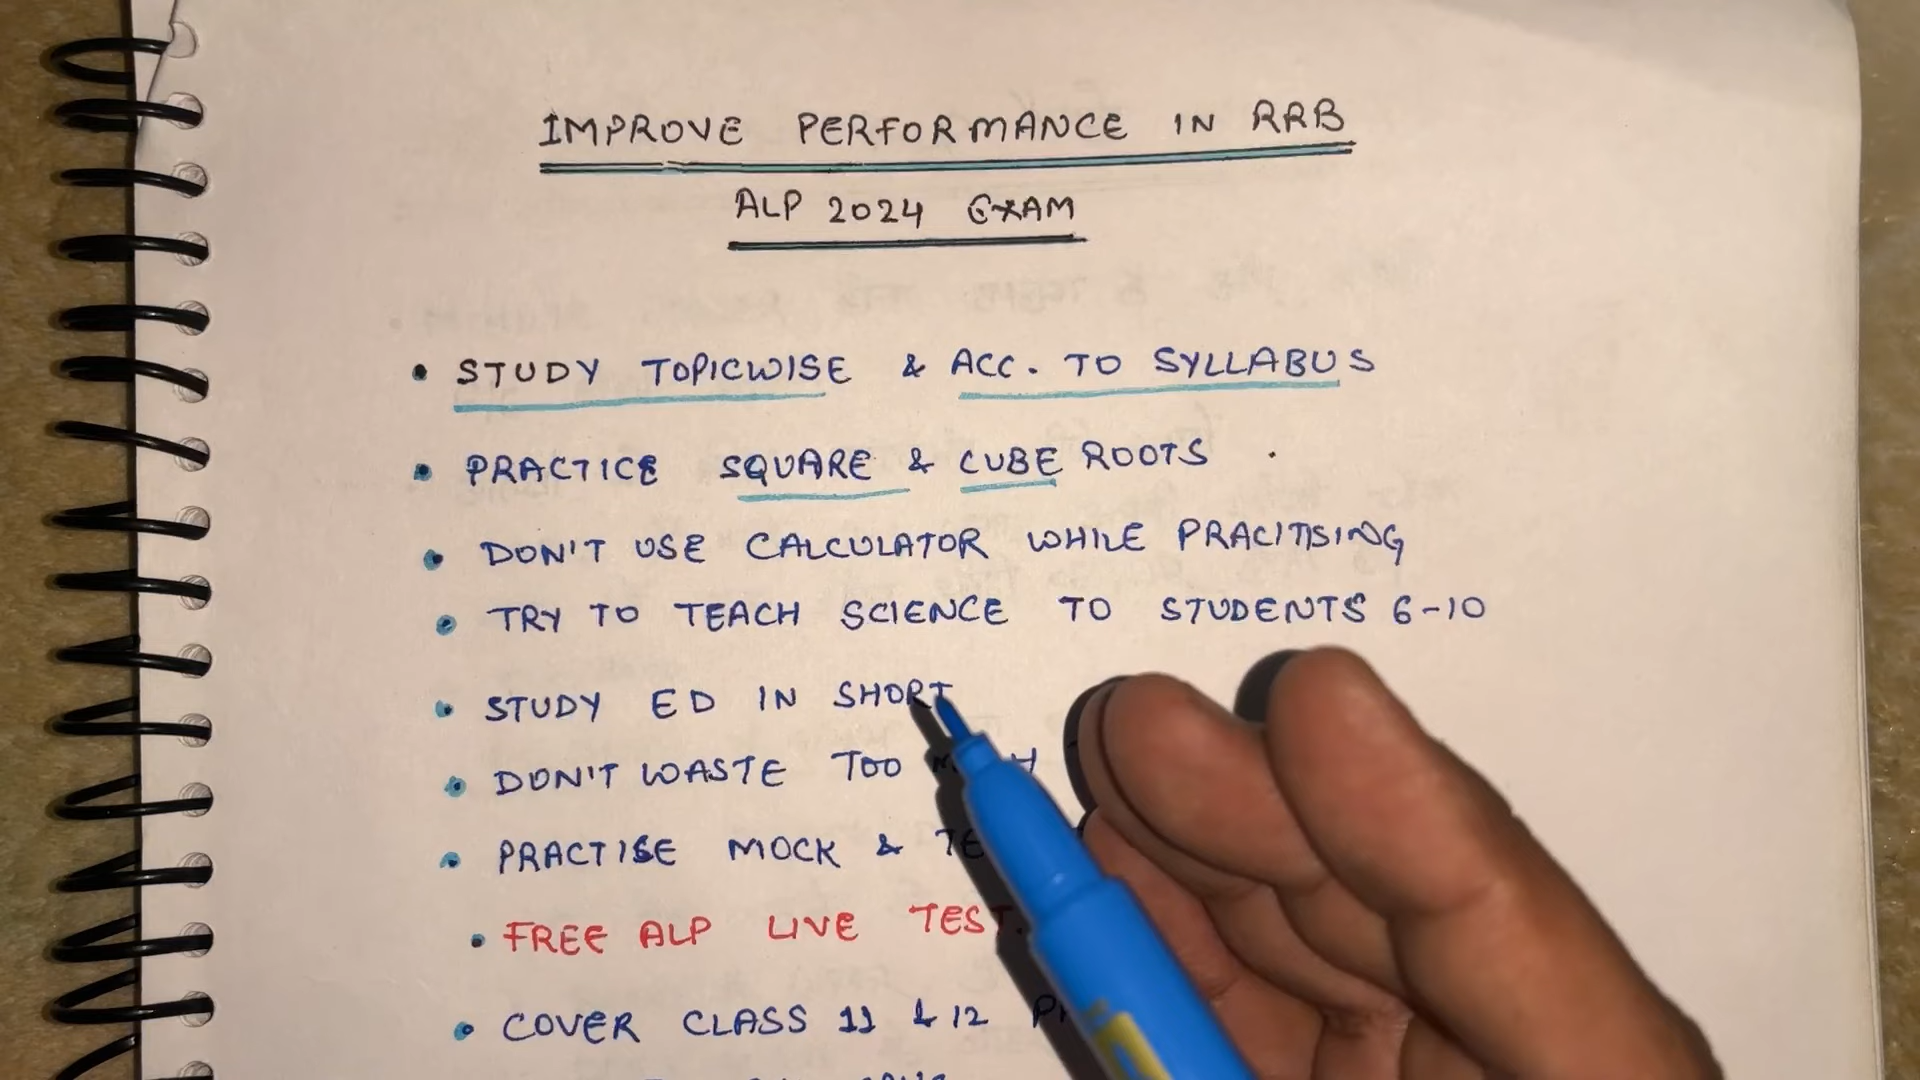 IMPROVE PERFORMANCE IN RRB
ALP 2024 EXAM
• STUDY TOPICWISE & ACC. TO SYLLABUS
• PRACTICE SQUARE & CUBE ROOTS .
• DON'T USE CALCULATOR WHILE PRACITISING
• TRY TO TEACH SCIENCE TO STUDENTS 6-10
• STUDY ED IN SHORT
• DON'T WASTE TOO
• PRACTISE MOCK &
• FREE ALP LIVE TEST.
• COVER CLASS 11 & 12